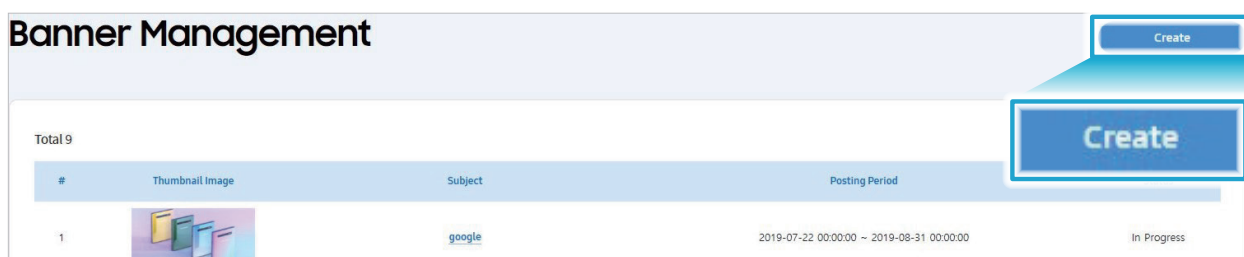 Banner Management
Create
Create
Total 9
# Thumbnail Image Subject Posting Period
1 google 2019-07-22 00:00:00 ~ 2019-08-31 00:00:00 In Progress